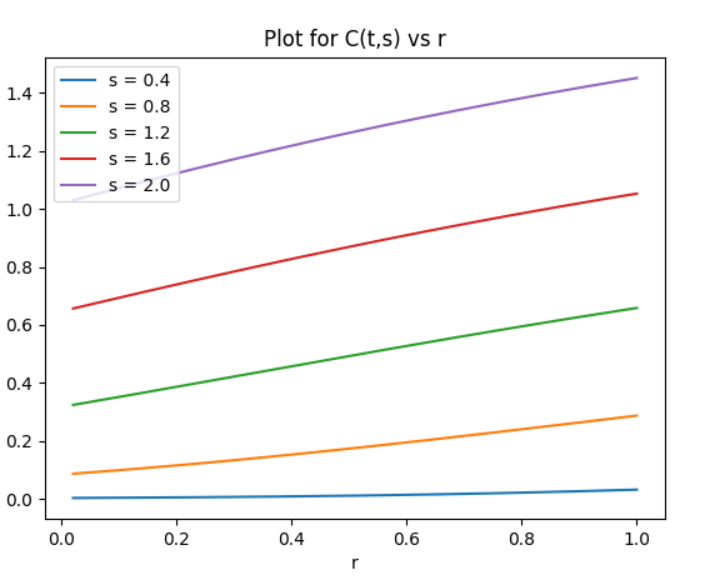 Plot for C(t,s) vs r
s = 0.4
s = 0.8
s = 1.2
s = 1.6
s = 2.0
1.4
1.2
1.0
0.8
0.6
0.4
0.2
0.0
0.0 0.2 0.4 0.6 0.8 1.0
r